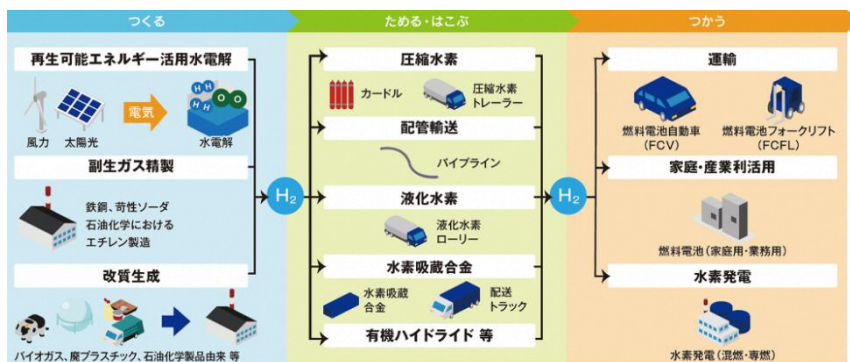 つくる
再生可能エネルギー活用水電解
風力
太陽光
電気
H H O O
水電解
副生ガス精製
鉄鋼、苛性ソーダ
石油化学における
エチレン製造
改質生成
バイオガス、廃プラスチック、石油化学製品由来 等
H₂
ためる・はこぶ
圧縮水素
カードル
圧縮水素
トレーラー
配管輸送
パイプライン
液化水素
液化水素
ローリー
水素吸蔵合金
水素吸蔵
合金
配送
トラック
有機ハイドライド 等
H₂
つかう
運輸
燃料電池自動車
(FCV)
燃料電池フォークリフト
(FCFL)
家庭・産業利活用
燃料電池(家庭用・業務用)
水素発電
水素発電(混燃・専燃)